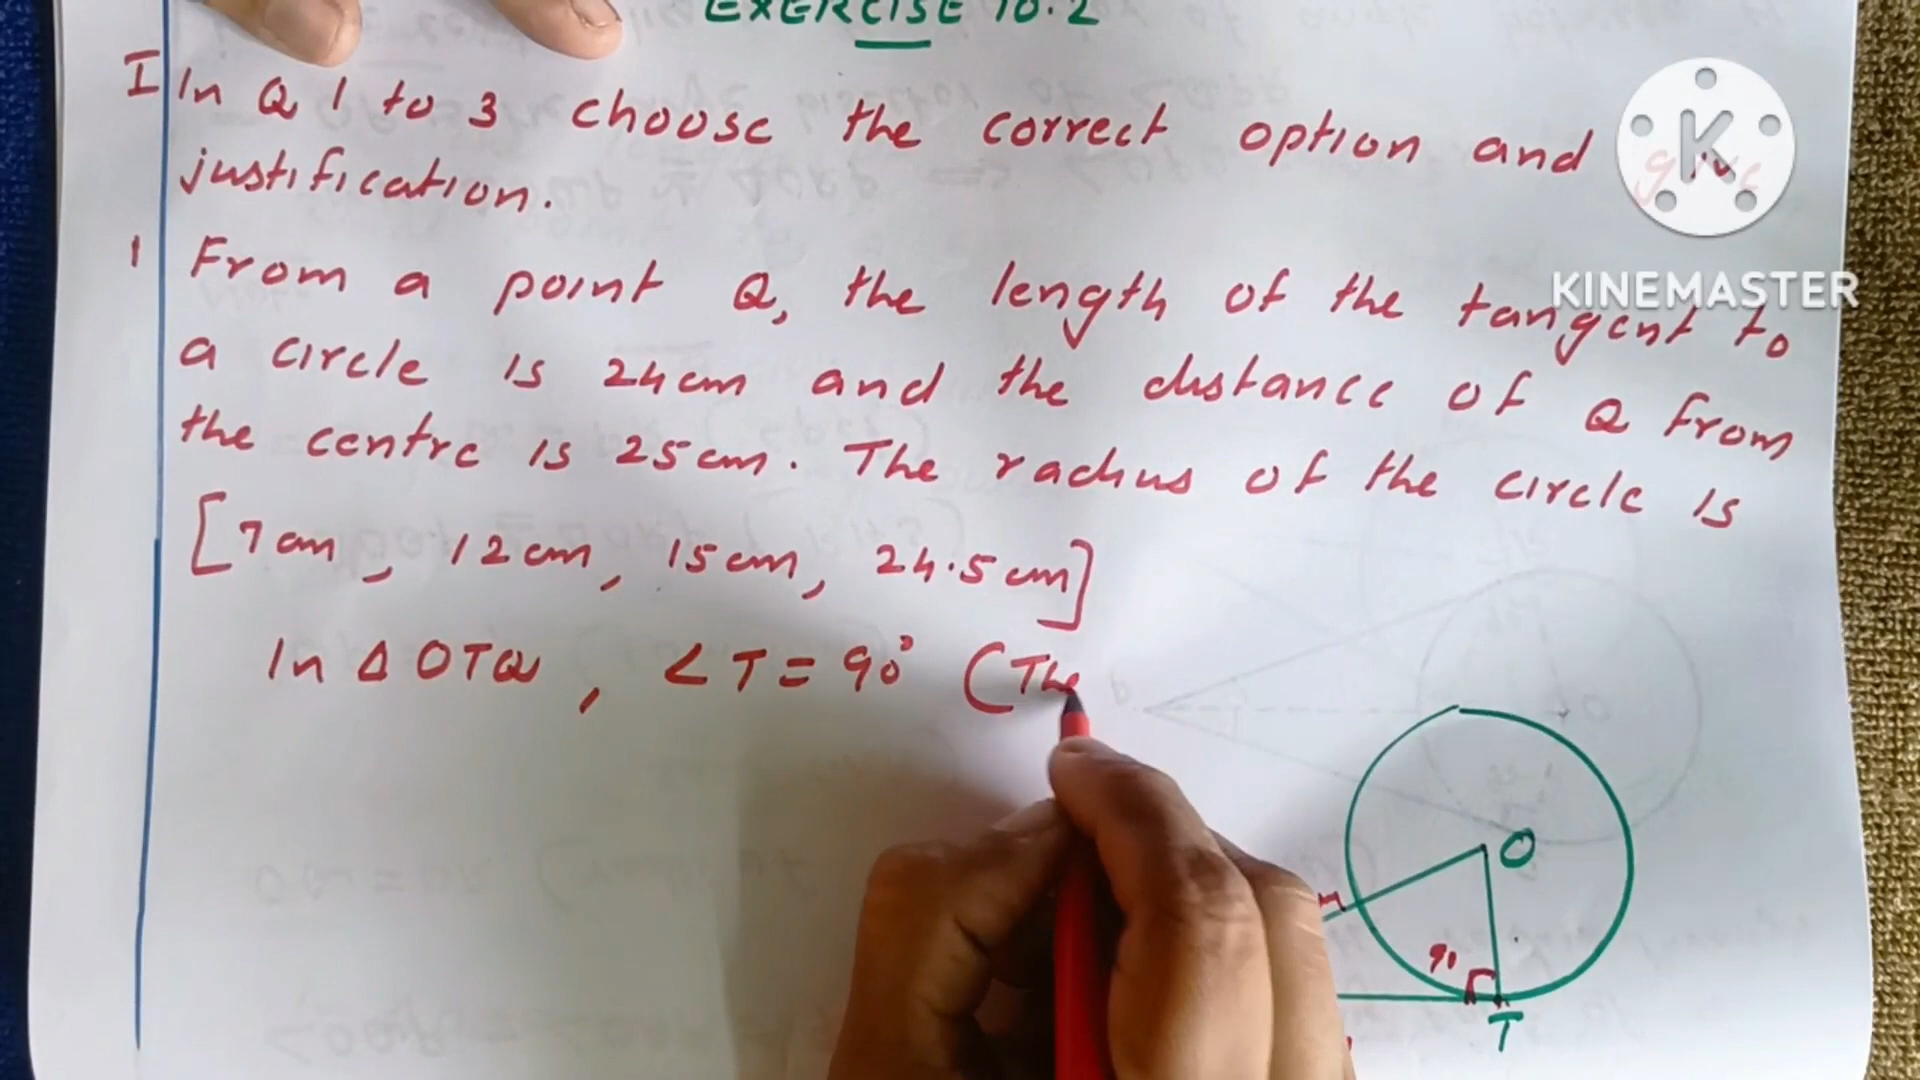 EXERCISE 10.2
I In Q 1 to 3 choose the correct option and give
justification.
1 From a point Q, the length of the tangent to
a circle is 24cm and the distance of Q from
the centre is 25cm. The radius of the circle is
[7cm, 12cm, 15cm, 24.5cm]
In Δ OTQ, ∠T = 90° (The
O
90
T
K
KINEMASTER